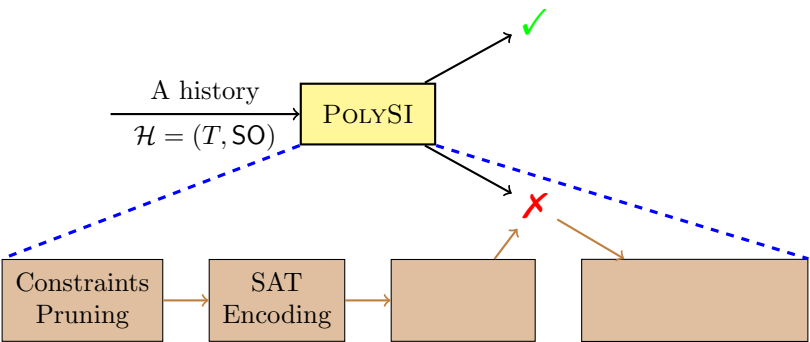 A history
H = (T, SO)
PolySI
✓
✗
Constraints
Pruning
SAT
Encoding